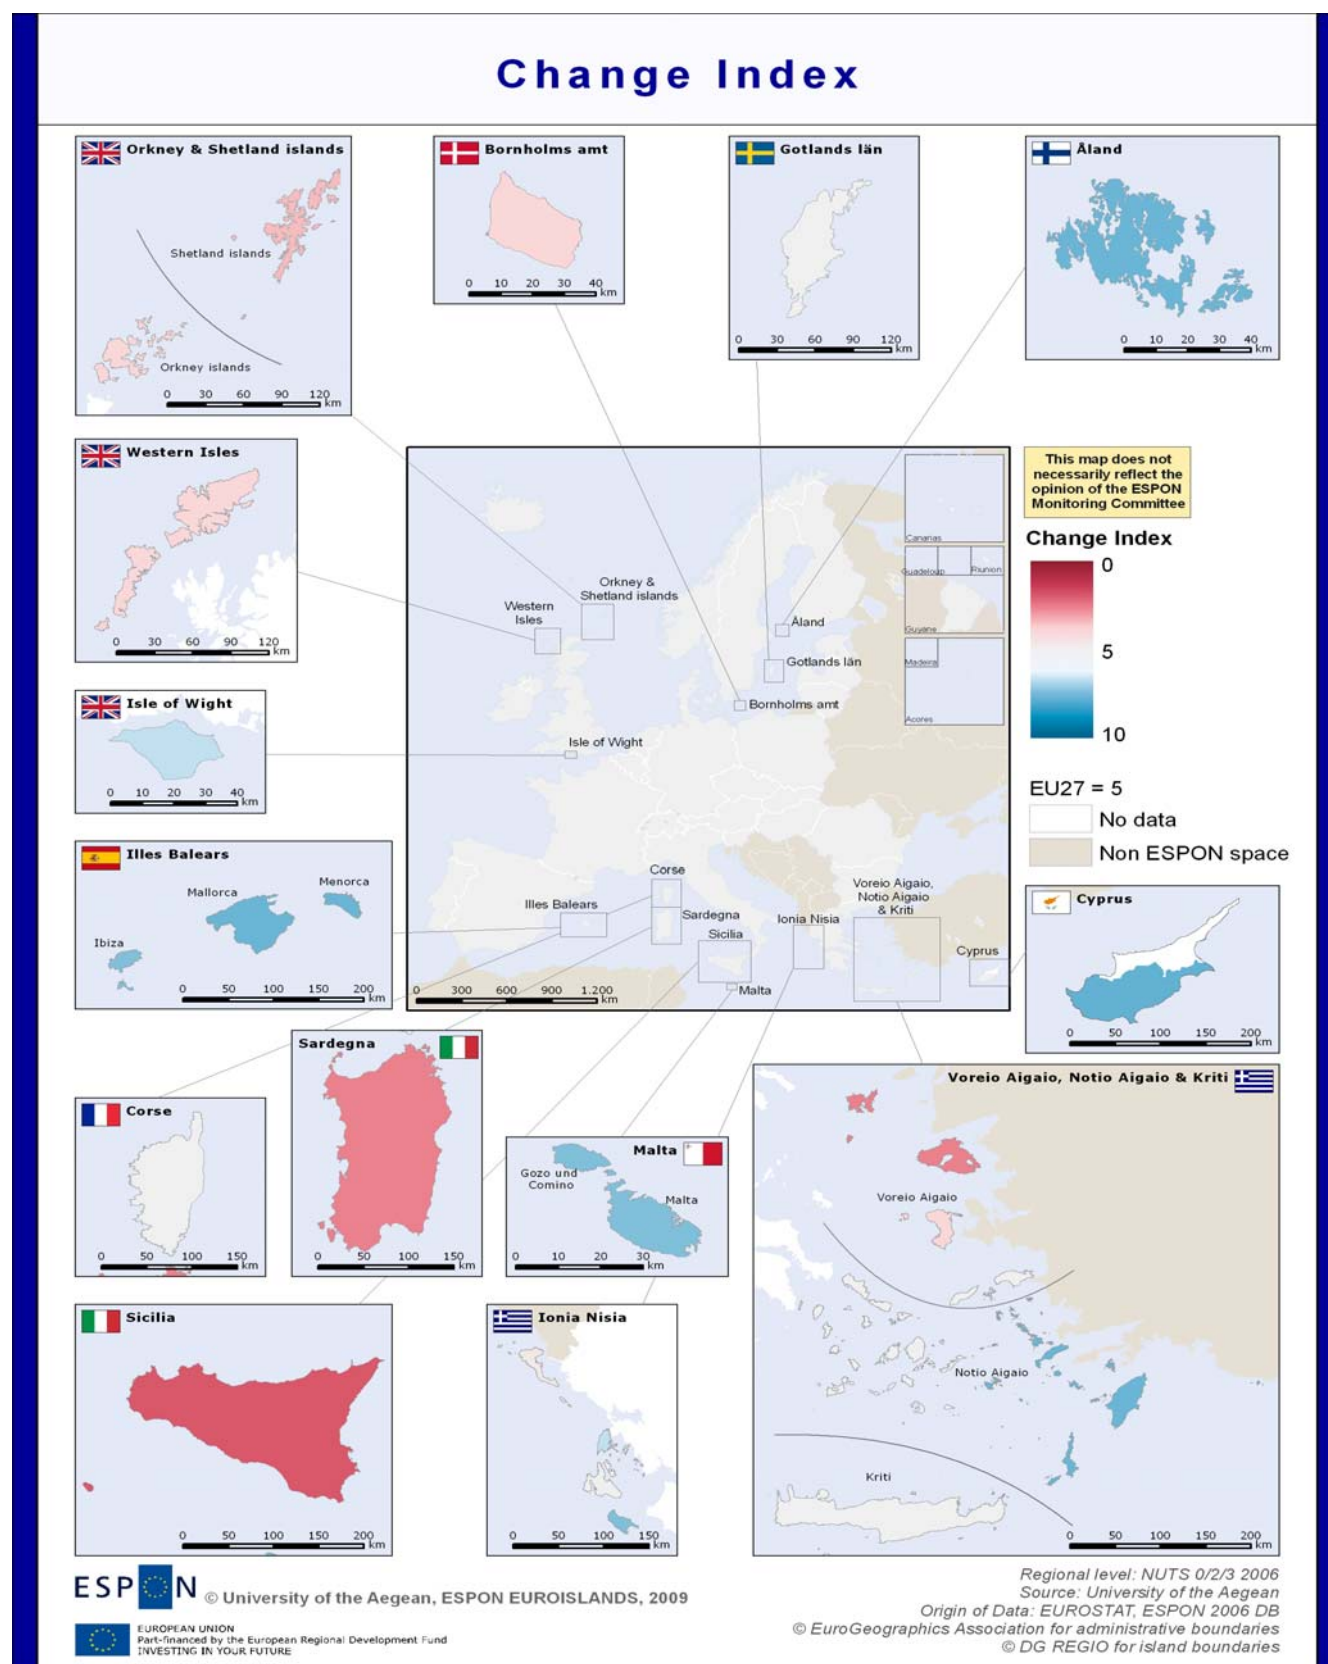 Change Index
Orkney & Shetland islands
Shetland islands
Orkney islands
0 30 60 90 120
km
Bornholms amt
0 10 20 30 40
km
Gotlands län
0 30 60 90 120
km
Åland
0 10 20 30 40
km
Western Isles
0 30 60 90 120
km
Isle of Wight
0 10 20 30 40
km
Illes Balears
Mallorca
Menorca
Ibiza
0 50 100 150 200
km
Orkney &
Shetland islands
Western
Isles
Åland
Gotlands län
Bornholms amt
Isle of Wight
Corse
Illes Balears
Sardegna
Sicilia
Ionia Nisia
Voreio Aigaio,
Notio Aigaio
& Kriti
Cyprus
Malta
0 300 600 900 1.200
km
Canarias
Guadeloup
Riunion
Guyane
Madeira
Acores
This map does not
necessarily reflect the
opinion of the ESPON
Monitoring Committee
Change Index
0
5
10
EU27 = 5
No data
Non ESPON space
Cyprus
0 50 100 150 200
km
Sardegna
0 50 100 150
km
Corse
0 50 100 150
km
Malta
Gozo und
Comino
Malta
0 10 20 30
km
Voreio Aigaio, Notio Aigaio & Kriti
Voreio Aigaio
Notio Aigaio
Kriti
0 50 100 150 200
km
Sicilia
0 50 100 150 200
km
Ionia Nisia
0 50 100 150
km
ESPON
© University of the Aegean, ESPON EUROISLANDS, 2009
EUROPEAN UNION
Part-financed by the European Regional Development Fund
INVESTING IN YOUR FUTURE
Regional level: NUTS 0/2/3 2006
Source: University of the Aegean
Origin of Data: EUROSTAT, ESPON 2006 DB
© EuroGeographics Association for administrative boundaries
© DG REGIO for island boundaries